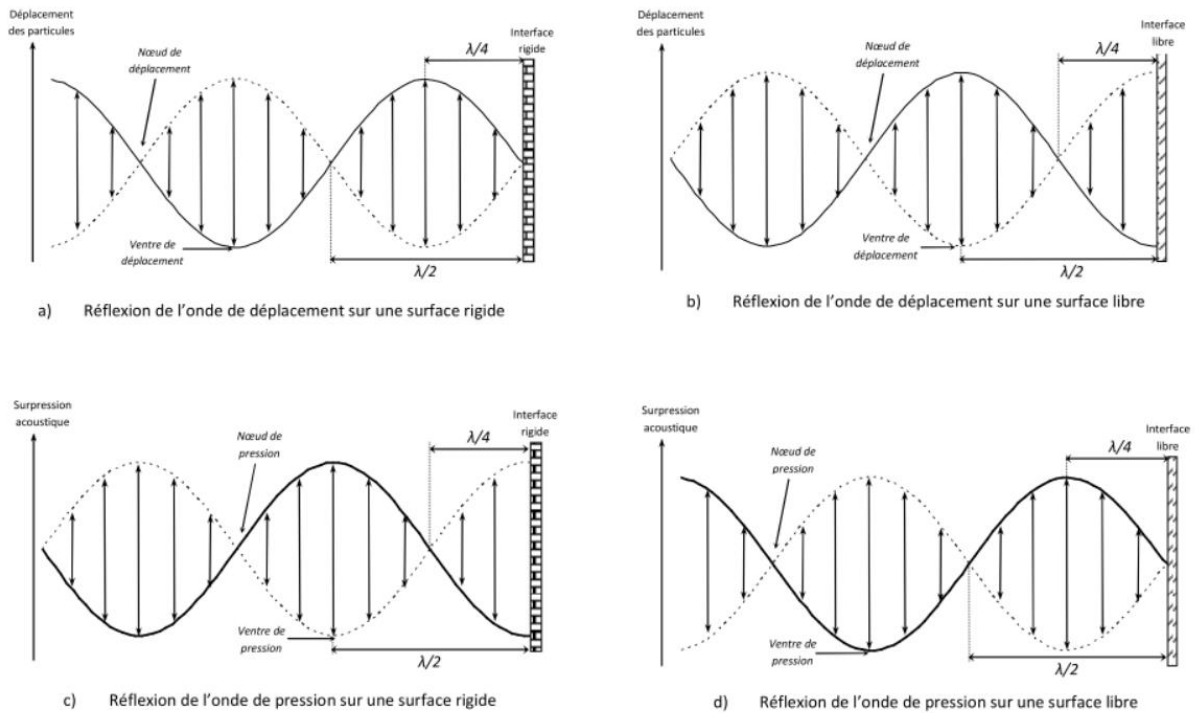 Déplacement
des particules
Nœud de
déplacement
λ/4
Interface
rigide
Ventre de
déplacement
λ/2
a) Réflexion de l'onde de déplacement sur une surface rigide
Déplacement
des particules
Nœud de
déplacement
λ/4
Interface
libre
Ventre de
déplacement
λ/2
b) Réflexion de l'onde de déplacement sur une surface libre
Surpression
acoustique
Nœud de
pression
λ/4
Interface
rigide
Ventre de
pression
λ/2
c) Réflexion de l'onde de pression sur une surface rigide
Surpression
acoustique
Nœud de
pression
λ/4
Interface
libre
Ventre de
pression
λ/2
d) Réflexion de l'onde de pression sur une surface libre